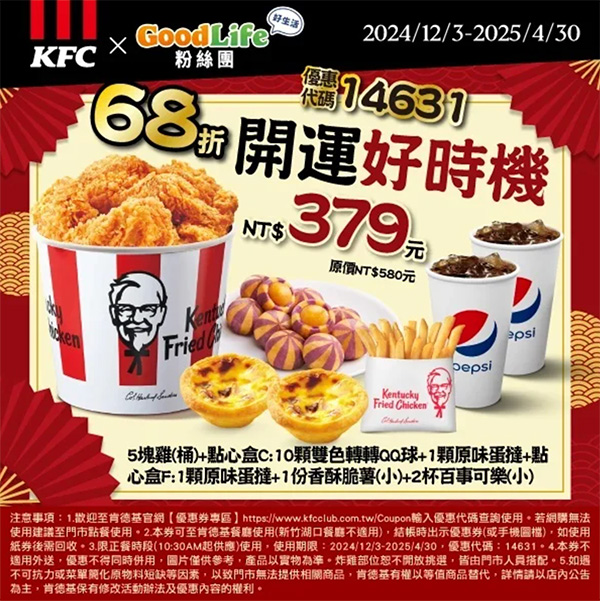 KFC × GoodLife 好生活 粉絲團 2024/12/3-2025/4/30
優惠代碼 14631
68折
開運好時機
NT$379元
原價NT$580元
Kentucky Fried Chicken
pepsi
epsi
Kentucky Fried Chicken
5塊雞(桶)+點心盒C:10顆雙色轉轉QQ球+1顆原味蛋撻+點
心盒F:1顆原味蛋撻+1份香酥脆薯(小)+2杯百事可樂(小)
注意事項：1.歡迎至肯德基官網【優惠券專區】https://www.kfcclub.com.tw/Coupon輸入優惠代碼查詢使用。若網購無法
使用建議至門市點餐使用。2.本券可至肯德基餐廳使用(新竹湖口餐廳不適用)，結帳時出示優惠券(或手機圖檔)，如使用
紙券後需回收。3.限正餐時段(10:30AM起供應)使用，使用期限：2024/12/3-2025/4/30，優惠代碼：14631。4.本券不
適用外送，優惠不得同時併用，圖片僅供參考，產品以實物為準。炸雞部位恕不開放挑選，皆由門市人員搭配。5.如遇
不可抗力或菜單簡化原物料短缺等因素，以致門市無法提供相關商品，肯德基有權以等值商品替代，詳情請以店內公告
為主，肯德基保有修改活動辦法及優惠內容的權利。